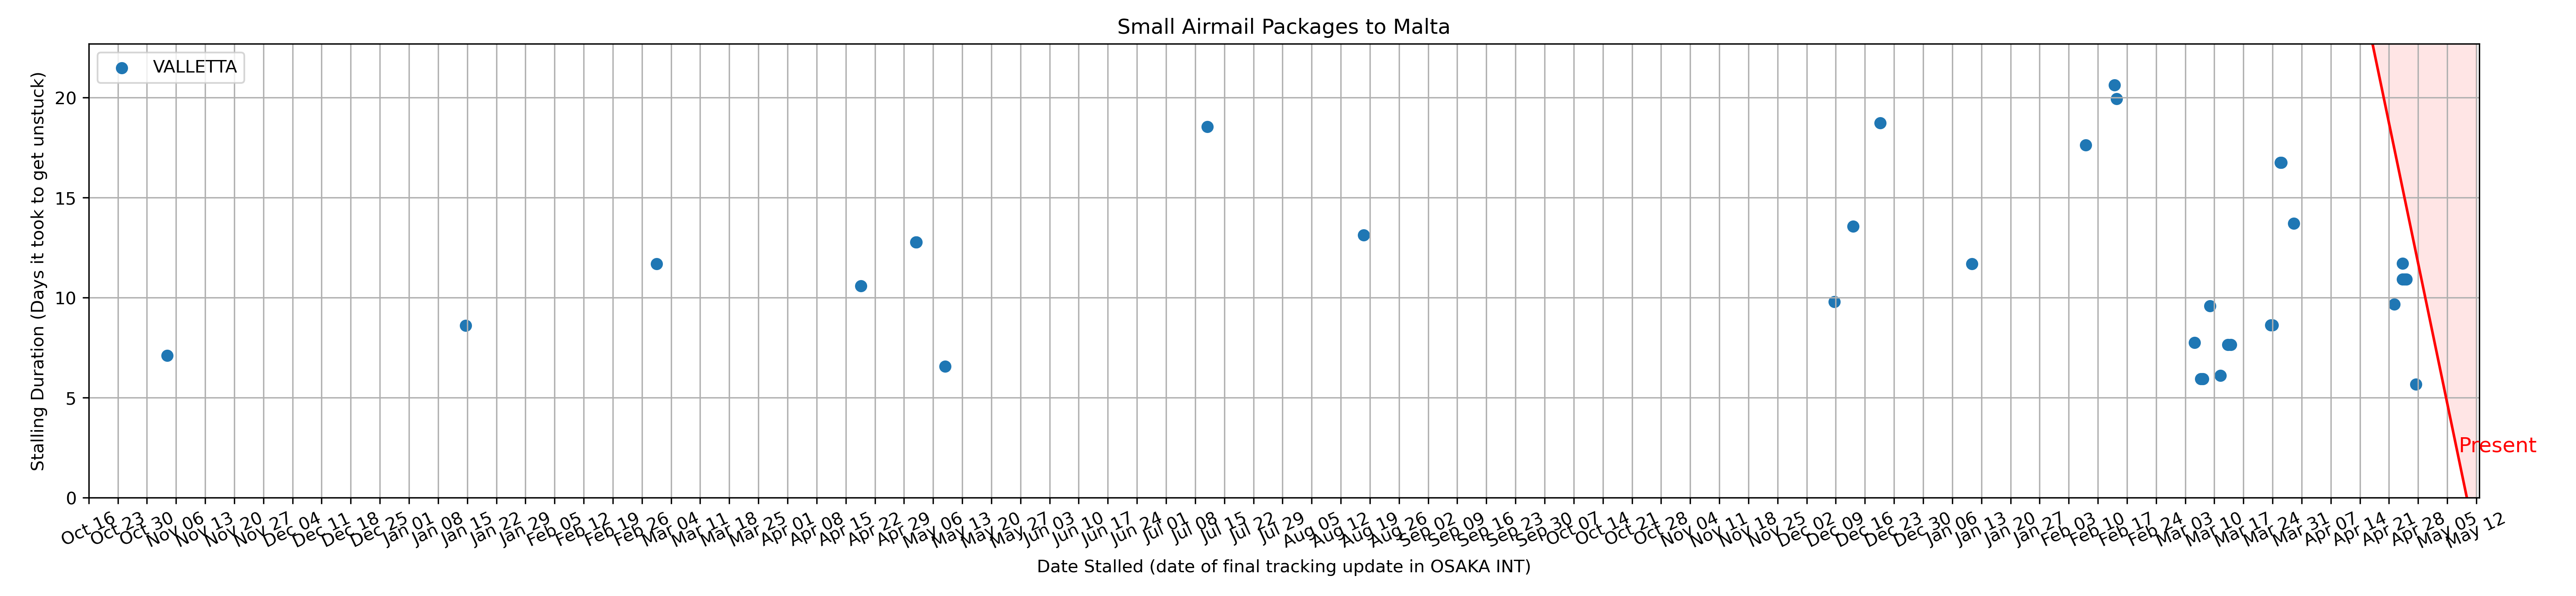 Small Airmail Packages to Malta
VALLETTA
Stalling Duration (Days it took to get unstuck)
20
15
10
5
0
Present
Oct 16
Oct 23
Oct 30
Nov 06
Nov 13
Nov 20
Nov 27
Dec 04
Dec 11
Dec 18
Dec 25
Jan 01
Jan 08
Jan 15
Jan 22
Jan 29
Feb 05
Feb 12
Feb 19
Feb 26
Mar 04
Mar 11
Mar 18
Mar 25
Apr 01
Apr 08
Apr 15
Apr 22
Apr 29
May 06
May 13
May 20
May 27
Jun 03
Jun 10
Jun 17
Jun 24
Jul 01
Jul 08
Jul 15
Jul 22
Jul 29
Aug 05
Aug 12
Aug 19
Aug 26
Sep 02
Sep 09
Sep 16
Sep 23
Sep 30
Oct 07
Oct 14
Oct 21
Oct 28
Nov 04
Nov 11
Nov 18
Nov 25
Dec 02
Dec 09
Dec 16
Dec 23
Dec 30
Jan 06
Jan 13
Jan 20
Jan 27
Feb 03
Feb 10
Feb 17
Feb 24
Mar 03
Mar 10
Mar 17
Mar 24
Mar 31
Apr 07
Apr 14
Apr 21
Apr 28
May 05
May 12
Date Stalled (date of final tracking update in OSAKA INT)